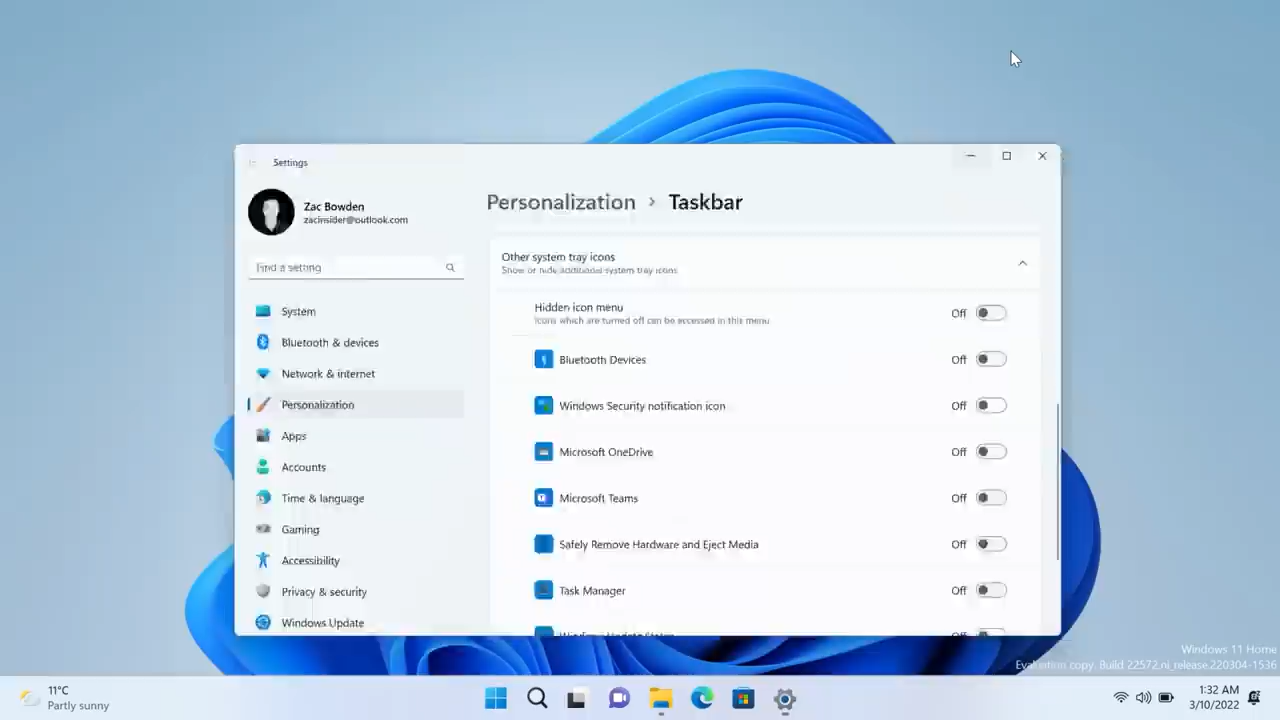 Settings
Zac Bowden
zacinsider@outlook.com
Find a setting
System
Bluetooth & devices
Network & internet
Personalization
Apps
Accounts
Time & language
Gaming
Accessibility
Privacy & security
Windows Update
Personalization > Taskbar
Other system tray icons
Show or hide additional system tray icons
Hidden icon menu
Icons which are turned off can be accessed in this menu
Off
Bluetooth Devices Off
Windows Security notification icon Off
Microsoft OneDrive Off
Microsoft Teams Off
Safely Remove Hardware and Eject Media Off
Task Manager Off
Windows Update Status Off
Windows 11 Home
Evaluation copy. Build 22572.ni_release.220304-1536
11°C
Partly sunny
1:32 AM
3/10/2022